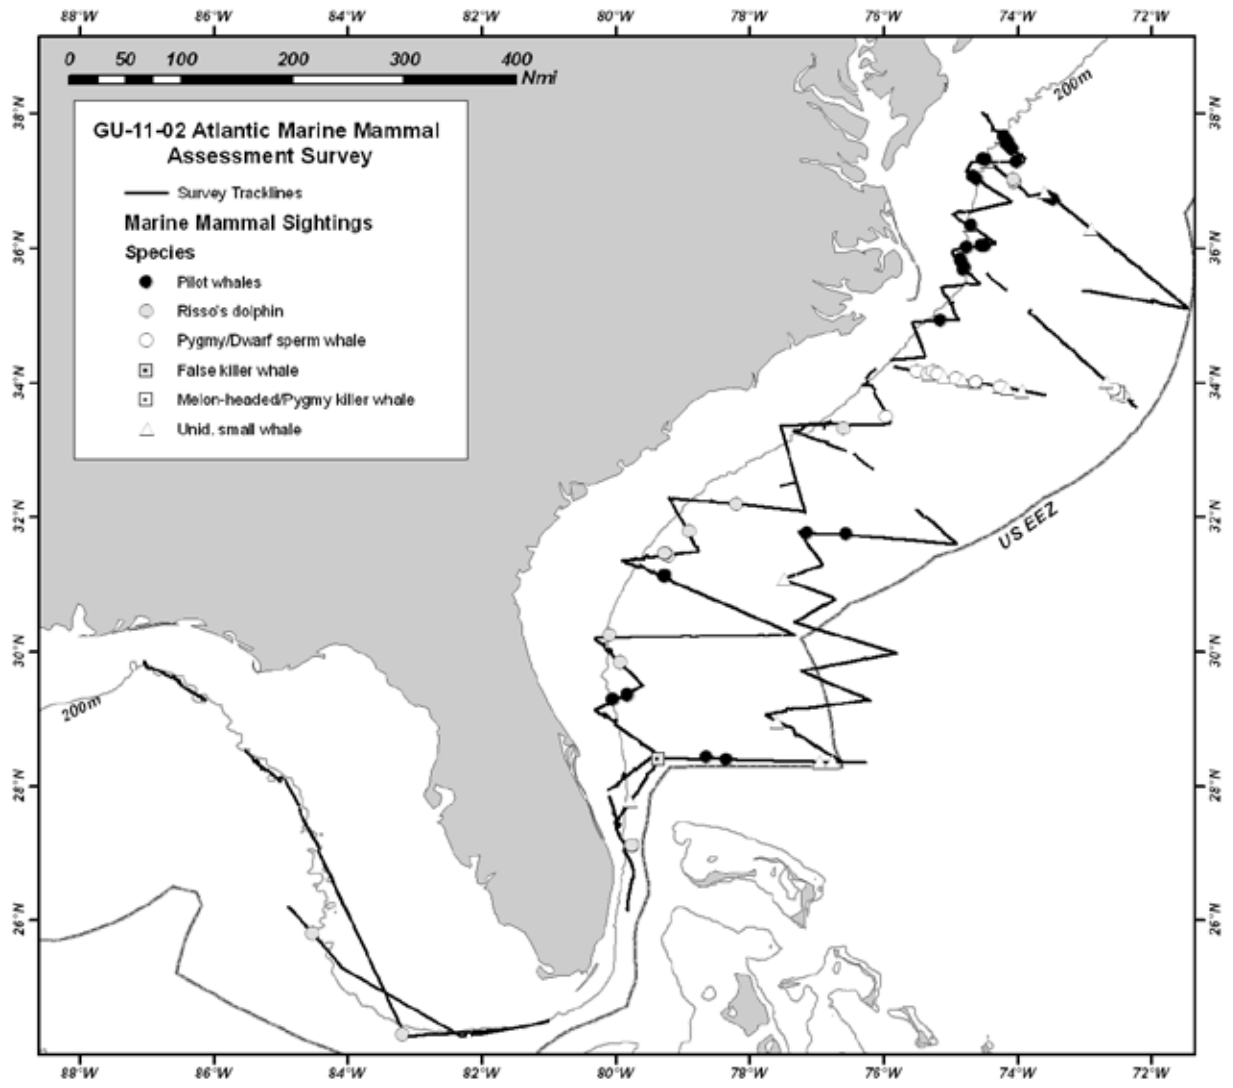 88°W 86°W 84°W 82°W 80°W 78°W 76°W 74°W 72°W
0 50 100 200 300 400
Nmi
GU-11-02 Atlantic Marine Mammal
Assessment Survey
Survey Tracklines
Marine Mammal Sightings
Species
Pilot whales
Risso's dolphin
Pygmy/Dwarf sperm whale
False killer whale
Melon-headed/Pygmy killer whale
Unid. small whale
200m
38°N 38°N
36°N 36°N
34°N 34°N
32°N 32°N
US EEZ
30°N 30°N
200m
28°N 28°N
26°N 26°N
88°W 86°W 84°W 82°W 80°W 78°W 76°W 74°W 72°W